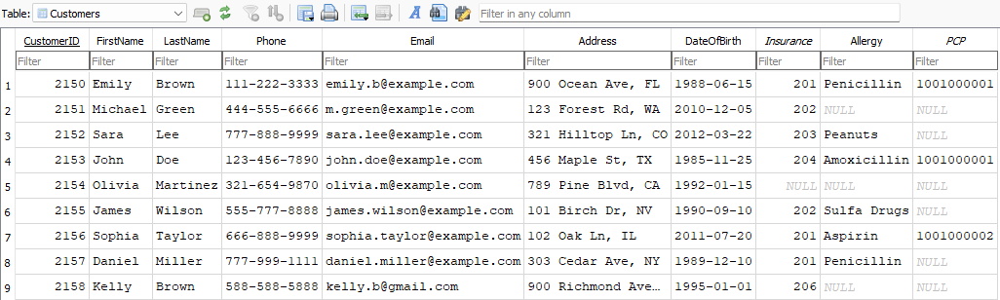 Table: Customers Filter in any column
CustomerID FirstName LastName Phone Email Address DateOfBirth Insurance Allergy PCP
Filter Filter Filter Filter Filter Filter Filter Filter Filter Filter
1 2150 Emily Brown 111-222-3333 emily.b@example.com 900 Ocean Ave, FL 1988-06-15 201 Penicillin 1001000001
2 2151 Michael Green 444-555-6666 m.green@example.com 123 Forest Rd, WA 2010-12-05 202 NULL NULL
3 2152 Sara Lee 777-888-9999 sara.lee@example.com 321 Hilltop Ln, CO 2012-03-22 203 Peanuts NULL
4 2153 John Doe 123-456-7890 john.doe@example.com 456 Maple St, TX 1985-11-25 204 Amoxicillin 1001000001
5 2154 Olivia Martinez 321-654-9870 olivia.m@example.com 789 Pine Blvd, CA 1992-01-15 NULL NULL NULL
6 2155 James Wilson 555-777-8888 james.wilson@example.com 101 Birch Dr, NV 1990-09-10 202 Sulfa Drugs NULL
7 2156 Sophia Taylor 666-888-9999 sophia.taylor@example.com 102 Oak Ln, IL 2011-07-20 201 Aspirin 1001000002
8 2157 Daniel Miller 777-999-1111 daniel.miller@example.com 303 Cedar Ave, NY 1989-12-10 201 Penicillin NULL
9 2158 Kelly Brown 588-588-5888 kelly.b@gmail.com 900 Richmond Ave… 1995-01-01 206 NULL NULL